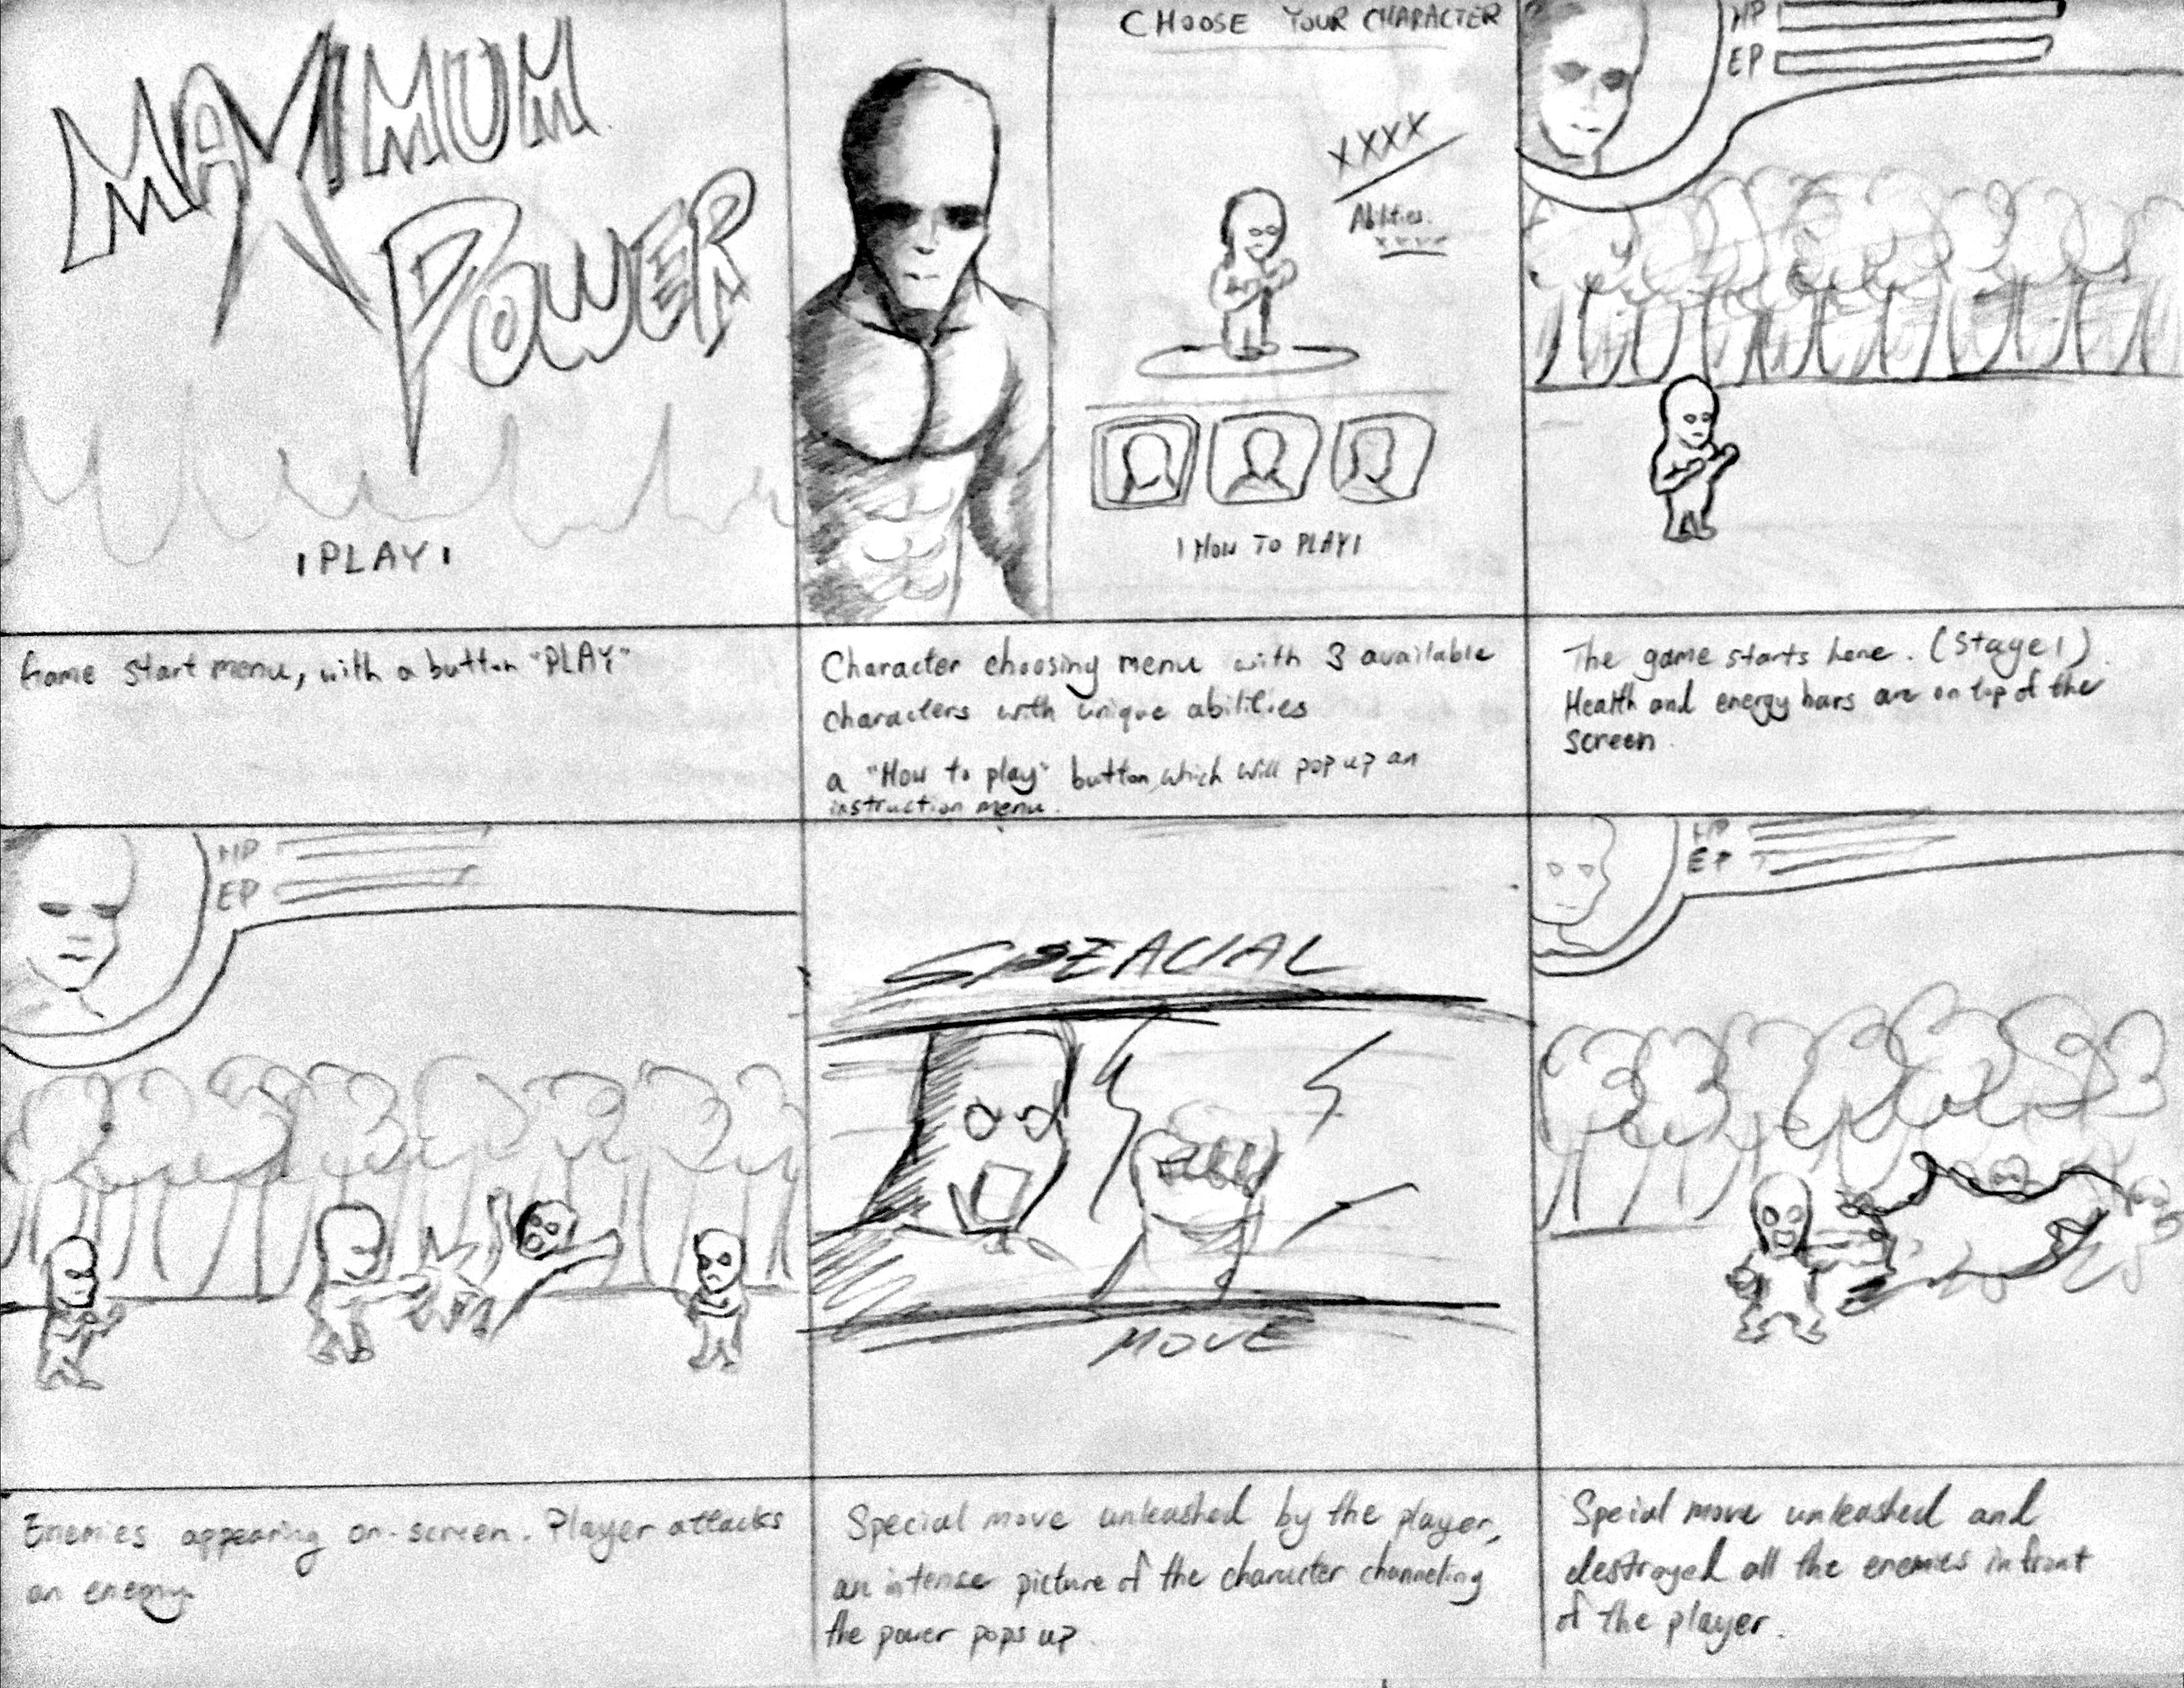 MAXIMUM
POWER
PLAY
Game start menu, with a button "PLAY"
CHOOSE YOUR CHARACTER
XXXX
Abilities.
xxxx
HOW TO PLAY
Character choosing menu with 3 available
characters with unique abilities
a "How to play" button, which will pop up an
instruction menu.
HP
EP
The game starts here. (Stage 1).
Health and energy bars are on top of the
screen.
HP
EP
Enemies appearing on-screen. Player attacks
an enemy.
SPEACIAL
MOVE
Special move unleashed by the player,
an intense picture of the character channeling
the power pops up.
HP
EP
Special move unleashed and
destroyed all the enemies in front
of the player.